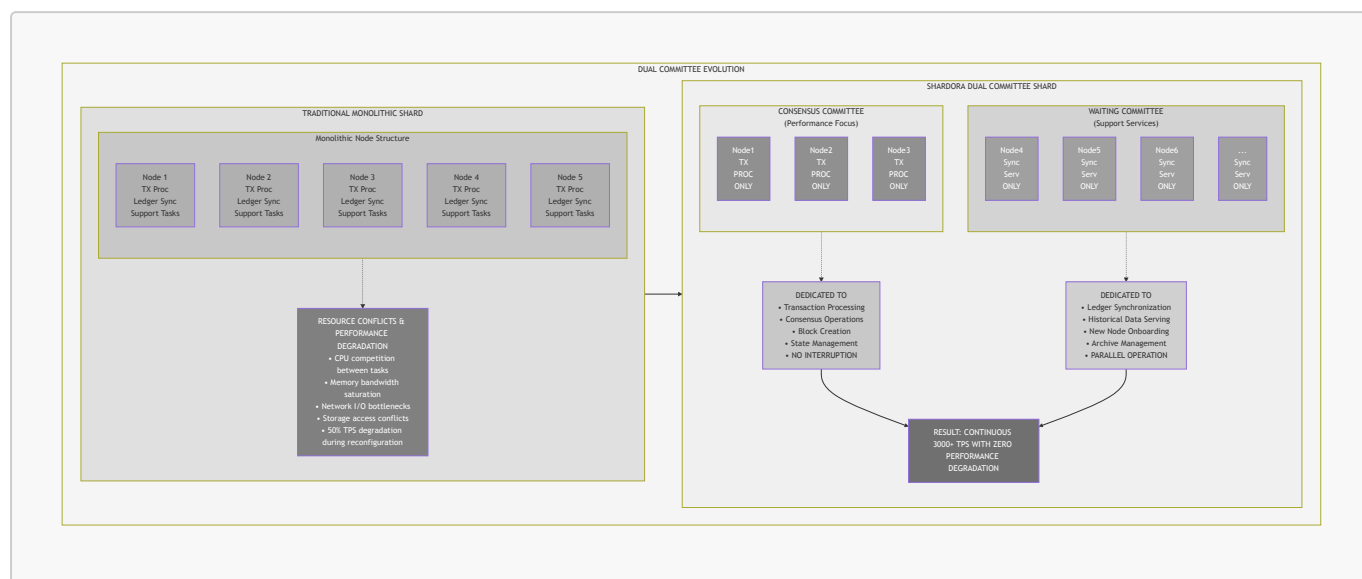 DUAL COMMITTEE EVOLUTION
TRADITIONAL MONOLITHIC SHARD
Monolithic Node Structure
Node 1
TX Proc
Ledger Sync
Support Tasks
Node 2
TX Proc
Ledger Sync
Support Tasks
Node 3
TX Proc
Ledger Sync
Support Tasks
Node 4
TX Proc
Ledger Sync
Support Tasks
Node 5
TX Proc
Ledger Sync
Support Tasks
RESOURCE CONFLICTS &
PERFORMANCE
DEGRADATION
• CPU competition
between tasks
• Memory bandwidth
saturation
• Network I/O bottlenecks
• Storage access conflicts
• 50% TPS degradation
during reconfiguration
SHARDORA DUAL COMMITTEE SHARD
CONSENSUS COMMITTEE
(Performance Focus)
Node1
TX
PROC
ONLY
Node2
TX
PROC
ONLY
Node3
TX
PROC
ONLY
WAITING COMMITTEE
(Support Services)
Node4
Sync
Serv
ONLY
Node5
Sync
Serv
ONLY
Node6
Sync
Serv
ONLY
...
Sync
Serv
ONLY
DEDICATED TO
• Transaction Processing
• Consensus Operations
• Block Creation
• State Management
• NO INTERRUPTION
DEDICATED TO
• Ledger Synchronization
• Historical Data Serving
• New Node Onboarding
• Archive Management
• PARALLEL OPERATION
RESULT: CONTINUOUS
3000+ TPS WITH ZERO
PERFORMANCE
DEGRADATION